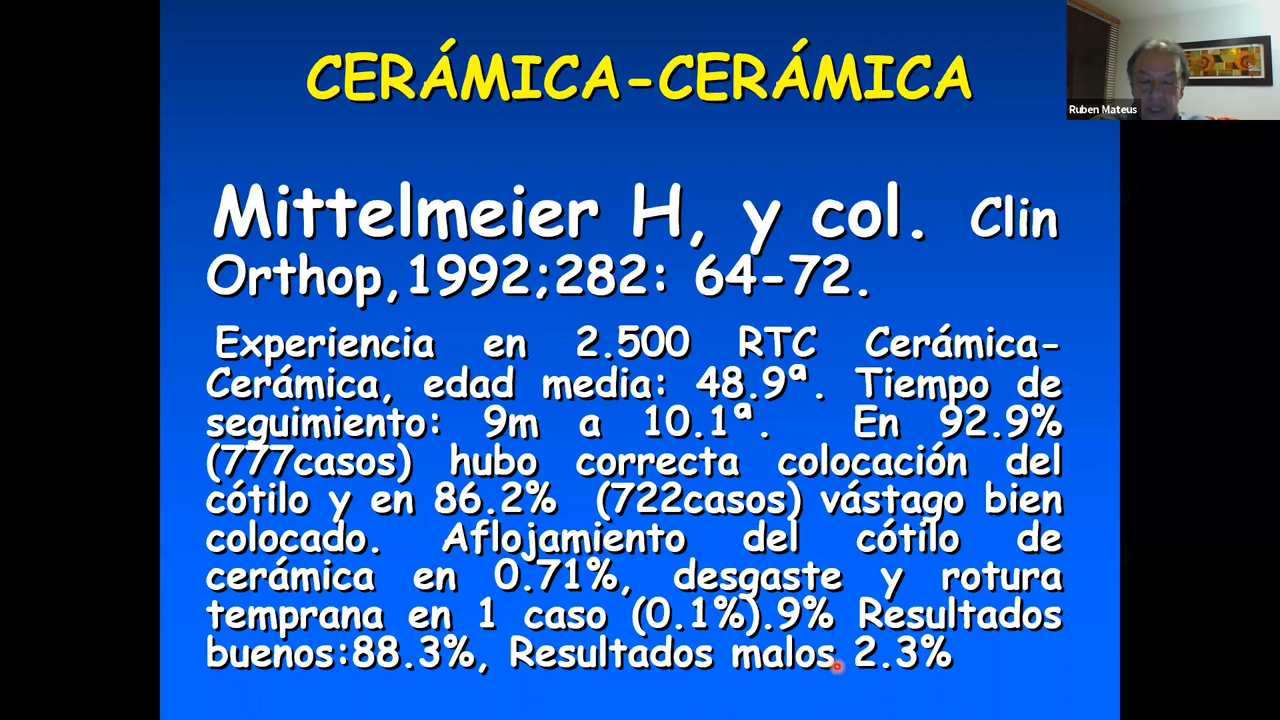 CERÁMICA-CERÁMICA
Ruben Mateus
Mittelmeier H, y col. Clin
Orthop,1992;282: 64-72.
Experiencia en 2.500 RTC Cerámica-
Cerámica, edad media: 48.9ª. Tiempo de
seguimiento: 9m a 10.1ª. En 92.9%
(777casos) hubo correcta colocación del
cótilo y en 86.2% (722casos) vástago bien
colocado. Aflojamiento del cótilo de
cerámica en 0.71%, desgaste y rotura
temprana en 1 caso (0.1%).9% Resultados
buenos:88.3%, Resultados malos 2.3%